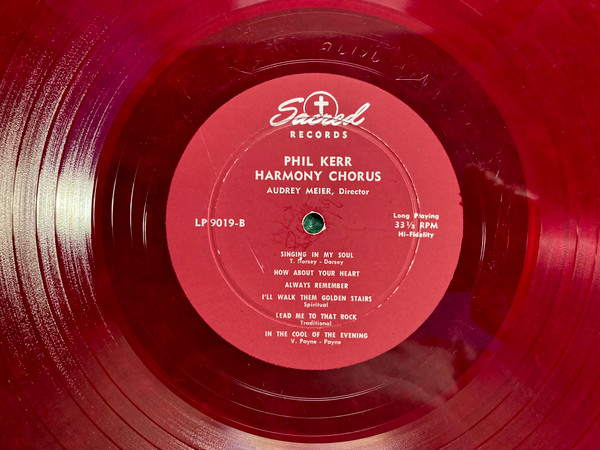 Sacred
RECORDS
PHIL KERR
HARMONY CHORUS
AUDREY MEIER, Director
LP 9019-B
Long Playing
33⅓ RPM
Hi-Fidelity
SINGING IN MY SOUL
T. Dorsey - Dorsey
HOW ABOUT YOUR HEART
ALWAYS REMEMBER
I'LL WALK THEM GOLDEN STAIRS
Spiritual
LEAD ME TO THAT ROCK
Traditional
IN THE COOL OF THE EVENING
V. Payne - Payne